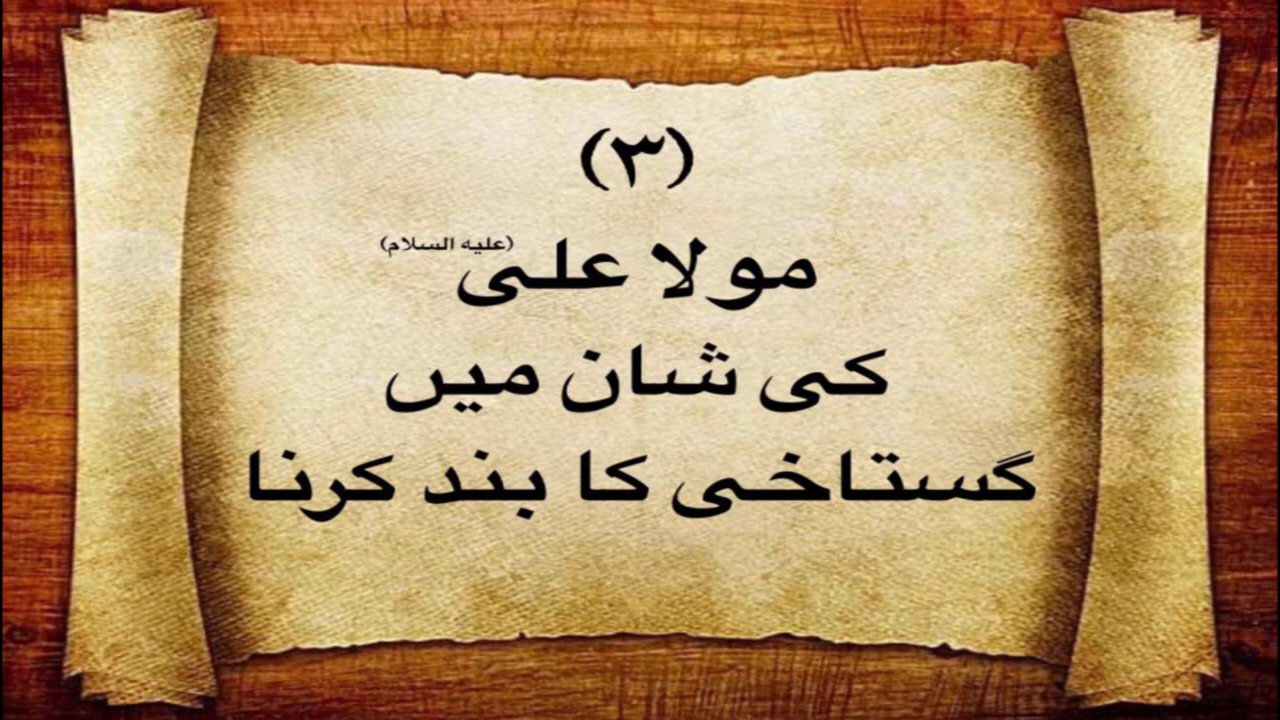 (۳)
مولا علی (علیہ السلام)
کی شان میں
گستاخی کا بند کرنا